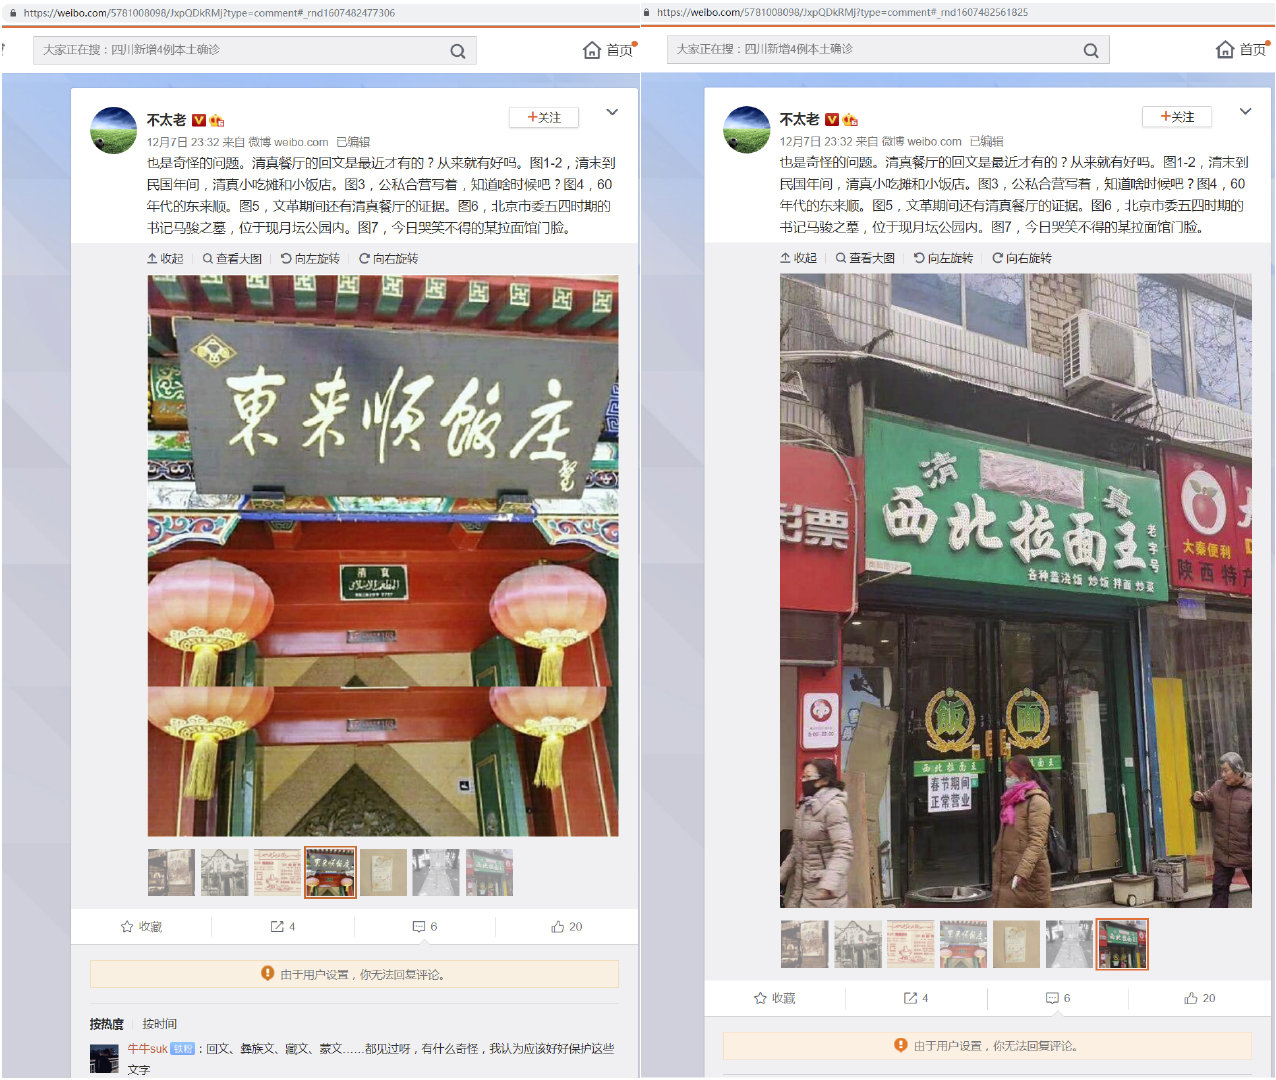 https://weibo.com/5781008098/JxpQDkRMj?type=comment#_rnd1607482477306
大家正在搜：四川新增4例本土确诊
首页
不太老
+关注
12月7日 23:32 来自 微博 weibo.com 已编辑
也是奇怪的问题。清真餐厅的回文是最近才有的？从来就有好吗。图1-2，清末到
民国年间，清真小吃摊和小饭店。图3，公私合营写着，知道啥时候吧？图4，60
年代的东来顺。图5，文革期间还有清真餐厅的证据。图6，北京市委五四时期的
书记马骏之墓，位于现月坛公园内。图7，今日哭笑不得的某拉面馆门脸。
收起 查看大图 向左旋转 向右旋转
東来順飯庄
清真
收藏 4 6 20
由于用户设置，你无法回复评论。
按热度 按时间
牛牛suk 铁粉：回文、彝族文、藏文、蒙文……都见过呀，有什么奇怪，我认为应该好好保护这些
文字
https://weibo.com/5781008098/JxpQDkRMj?type=comment#_rnd1607482561825
大家正在搜：四川新增4例本土确诊
首页
不太老
+关注
12月7日 23:32 来自 微博 weibo.com 已编辑
也是奇怪的问题。清真餐厅的回文是最近才有的？从来就有好吗。图1-2，清末到
民国年间，清真小吃摊和小饭店。图3，公私合营写着，知道啥时候吧？图4，60
年代的东来顺。图5，文革期间还有清真餐厅的证据。图6，北京市委五四时期的
书记马骏之墓，位于现月坛公园内。图7，今日哭笑不得的某拉面馆门脸。
收起 查看大图 向左旋转 向右旋转
清真
西北拉面王
老字号
各种盖浇饭 炒饭 拌面 炒菜
彩票
大秦便利
陕西特产
飯 面
西北拉面王
春节期间
正常营业
收藏 4 6 20
由于用户设置，你无法回复评论。